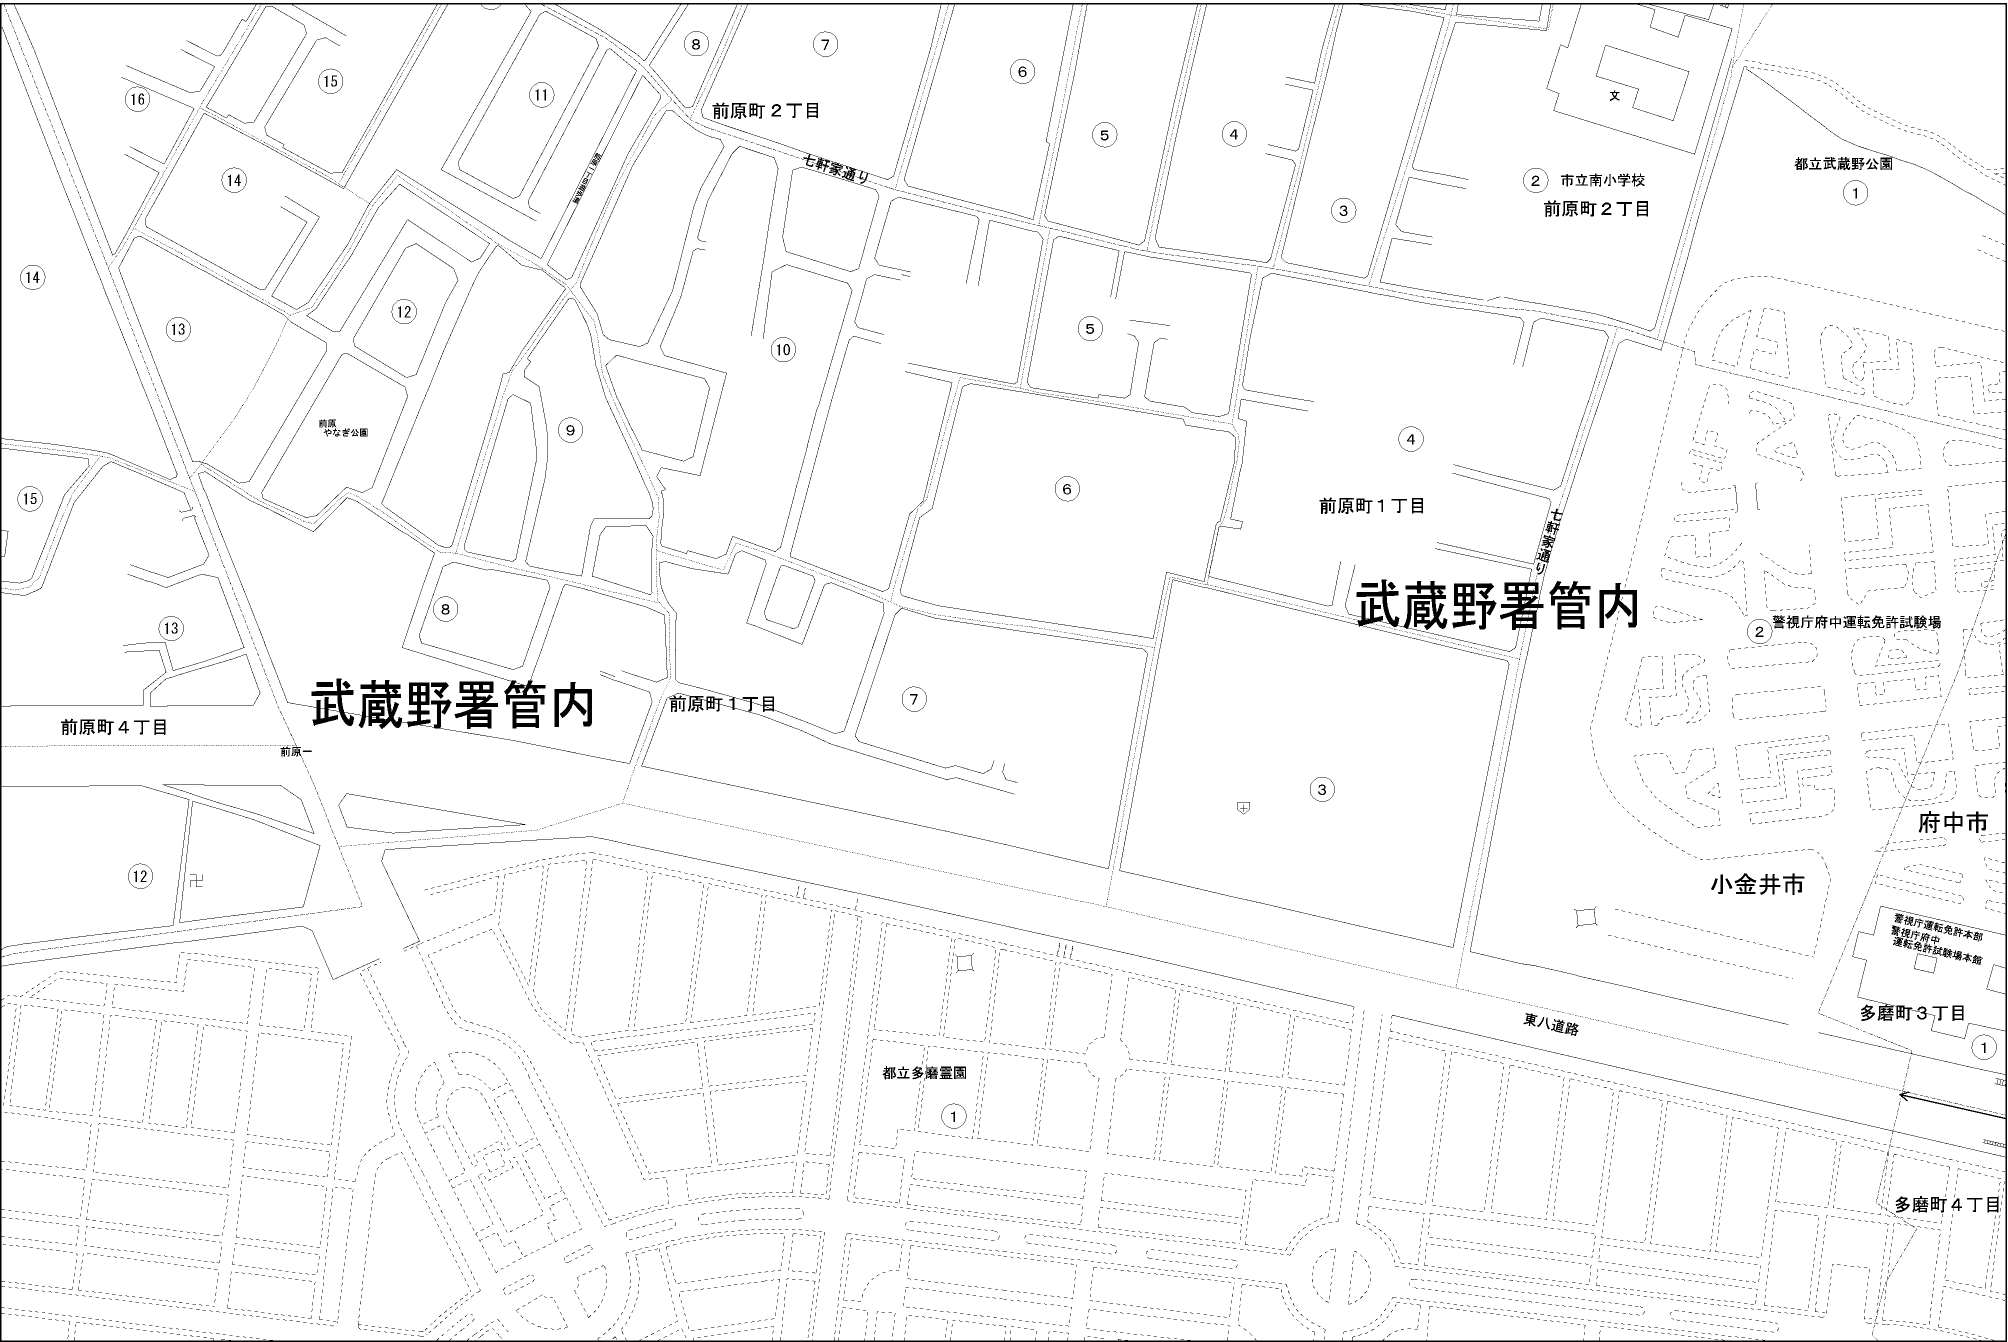 ⑧
⑦
⑥
⑮
⑪
⑯
前原町２丁目
文
⑤
④
七軒家通り
都立武蔵野公園
①
⑭
② 市立南小学校
前原町２丁目
③
⑭
⑬
⑫
⑤
⑩
前原
やなぎ公園
⑨
④
⑮
⑥
前原町１丁目
七軒家通り
武蔵野署管内
⑧
⑬
② 警視庁府中運転免許試験場
武蔵野署管内
前原町１丁目
⑦
前原町４丁目
前原一
③
府中市
⑫
卍
小金井市
警視庁運転免許本部
警視庁府中
運転免許試験場本館
多磨町３丁目
東八道路
①
都立多磨霊園
①
多磨町４丁目